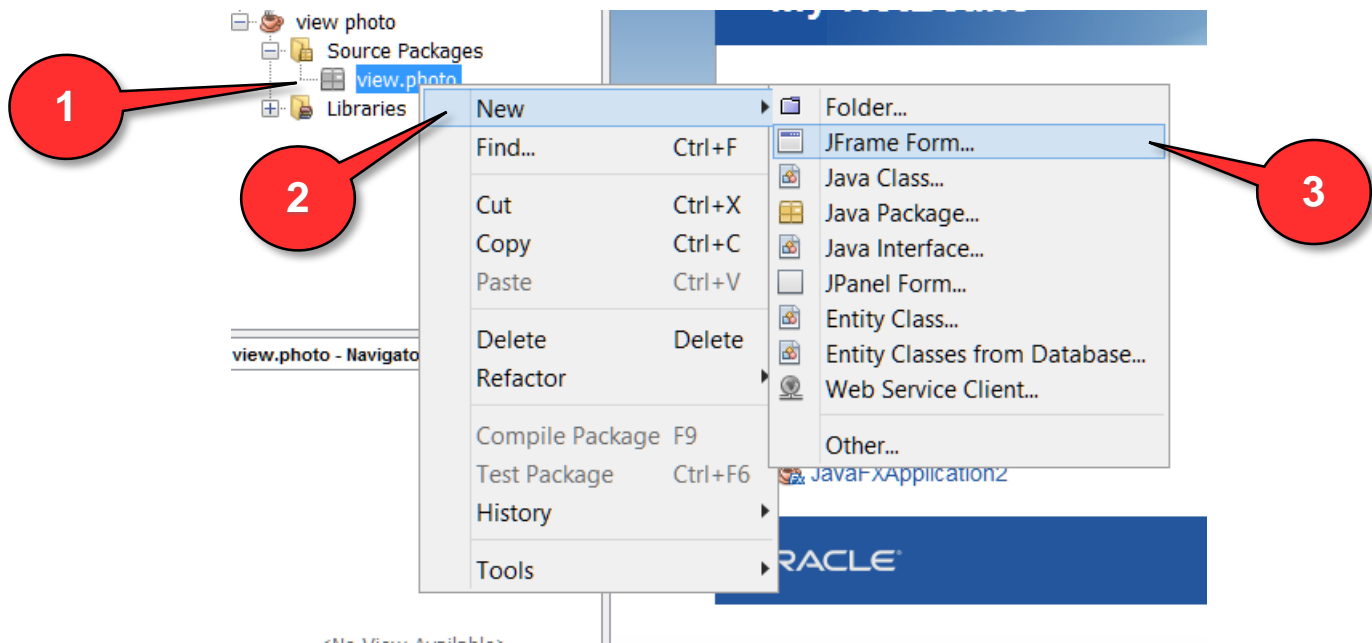 view photo
Source Packages
view.photo
Libraries
1
2
3
New
Find... Ctrl+F
Cut Ctrl+X
Copy Ctrl+C
Paste Ctrl+V
Delete Delete
Refactor
Compile Package F9
Test Package Ctrl+F6
History
Tools
Folder...
JFrame Form...
Java Class...
Java Package...
Java Interface...
JPanel Form...
Entity Class...
Entity Classes from Database...
Web Service Client...
Other...
JavaFXApplication2
RACLE
view.photo - Navigato
<No View Available>